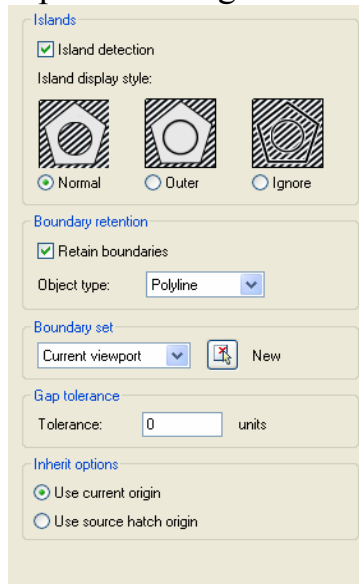 Islands
Island detection
Island display style:
Normal Outer Ignore
Boundary retention
Retain boundaries
Object type: Polyline
Boundary set
Current viewport New
Gap tolerance
Tolerance: 0 units
Inherit options
Use current origin
Use source hatch origin